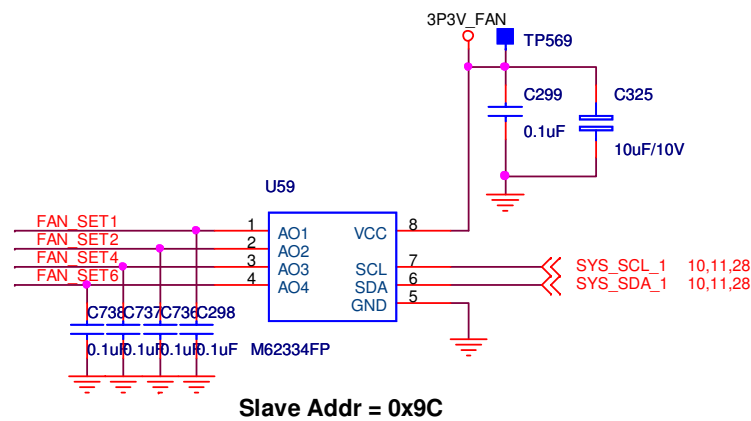 3P3V_FAN
TP569
C299
C325
0.1uF
10uF/10V
U59
FAN_SET1
1
AO1
VCC
8
FAN_SET2
2
AO2
FAN_SET4
3
AO3
SCL
7
SYS_SCL_1
10,11,28
FAN_SET6
4
AO4
SDA
6
SYS_SDA_1
10,11,28
GND
5
C738
C737
C736
C298
0.1uF
0.1uF
0.1uF
0.1uF
M62334FP
Slave Addr = 0x9C